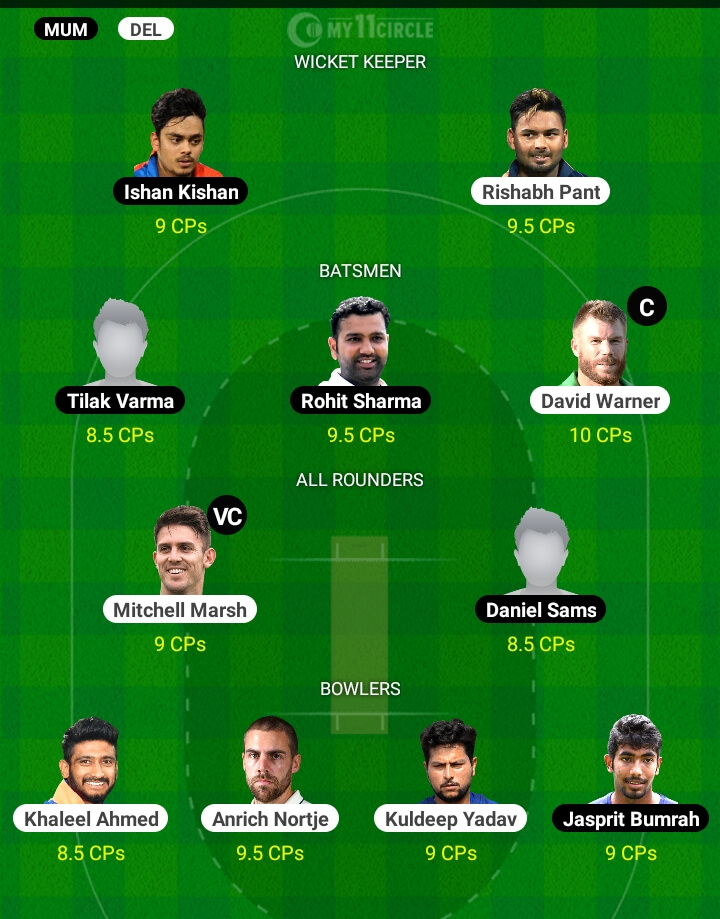 MUM DEL MY11CIRCLE
WICKET KEEPER
Ishan Kishan Rishabh Pant
9 CPs 9.5 CPs
BATSMEN
C
Tilak Varma Rohit Sharma David Warner
8.5 CPs 9.5 CPs 10 CPs
ALL ROUNDERS
VC
Mitchell Marsh Daniel Sams
9 CPs 8.5 CPs
BOWLERS
Khaleel Ahmed Anrich Nortje Kuldeep Yadav Jasprit Bumrah
8.5 CPs 9.5 CPs 9 CPs 9 CPs